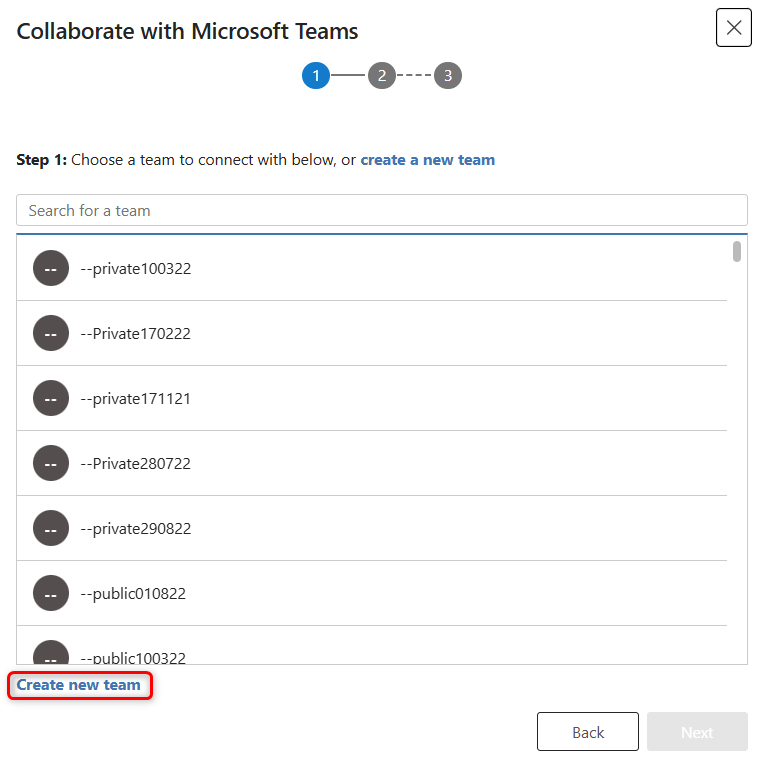 Collaborate with Microsoft Teams
1 2 3
Step 1: Choose a team to connect with below, or create a new team
Search for a team
-- --private100322
-- --Private170222
-- --private171121
-- --Private280722
-- --private290822
-- --public010822
-- --public100322
Create new team
Back Next